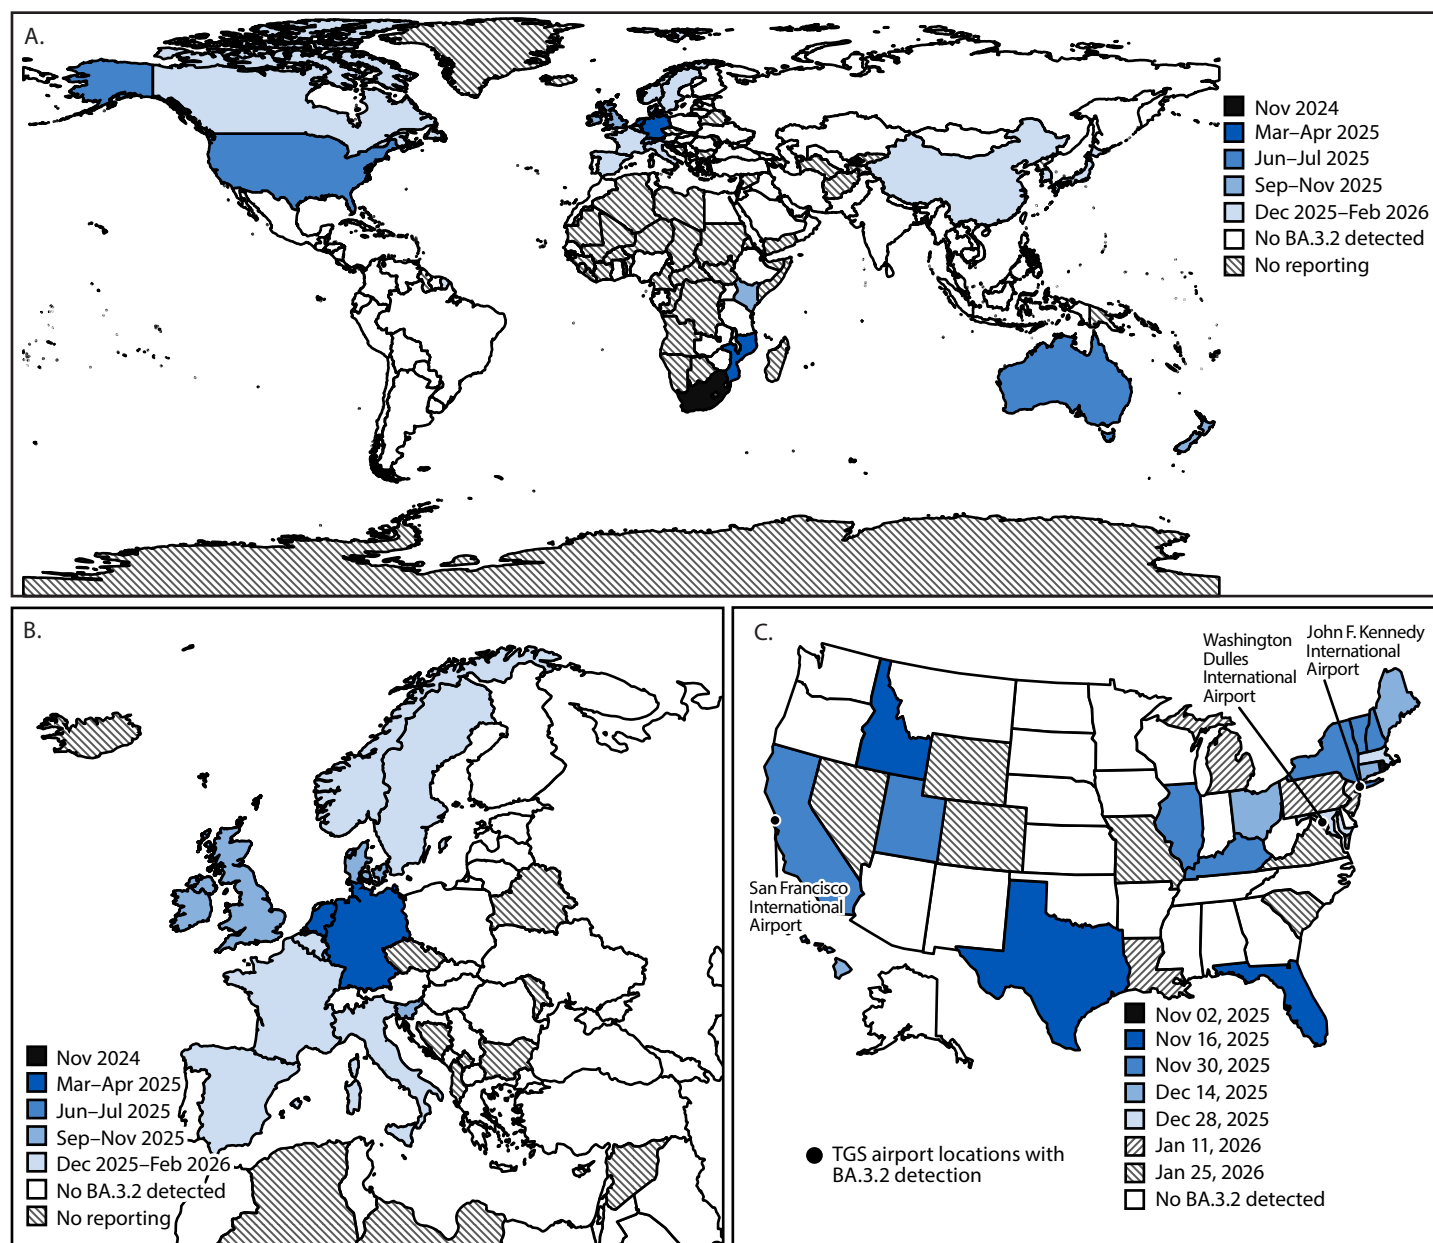 A.
Nov 2024
Mar–Apr 2025
Jun–Jul 2025
Sep–Nov 2025
Dec 2025–Feb 2026
No BA.3.2 detected
No reporting
B.
Nov 2024
Mar–Apr 2025
Jun–Jul 2025
Sep–Nov 2025
Dec 2025–Feb 2026
No BA.3.2 detected
No reporting
C.
Washington
Dulles
International
Airport
John F. Kennedy
International
Airport
San Francisco
International
Airport
Nov 02, 2025
Nov 16, 2025
Nov 30, 2025
Dec 14, 2025
Dec 28, 2025
Jan 11, 2026
Jan 25, 2026
No BA.3.2 detected
TGS airport locations with
BA.3.2 detection